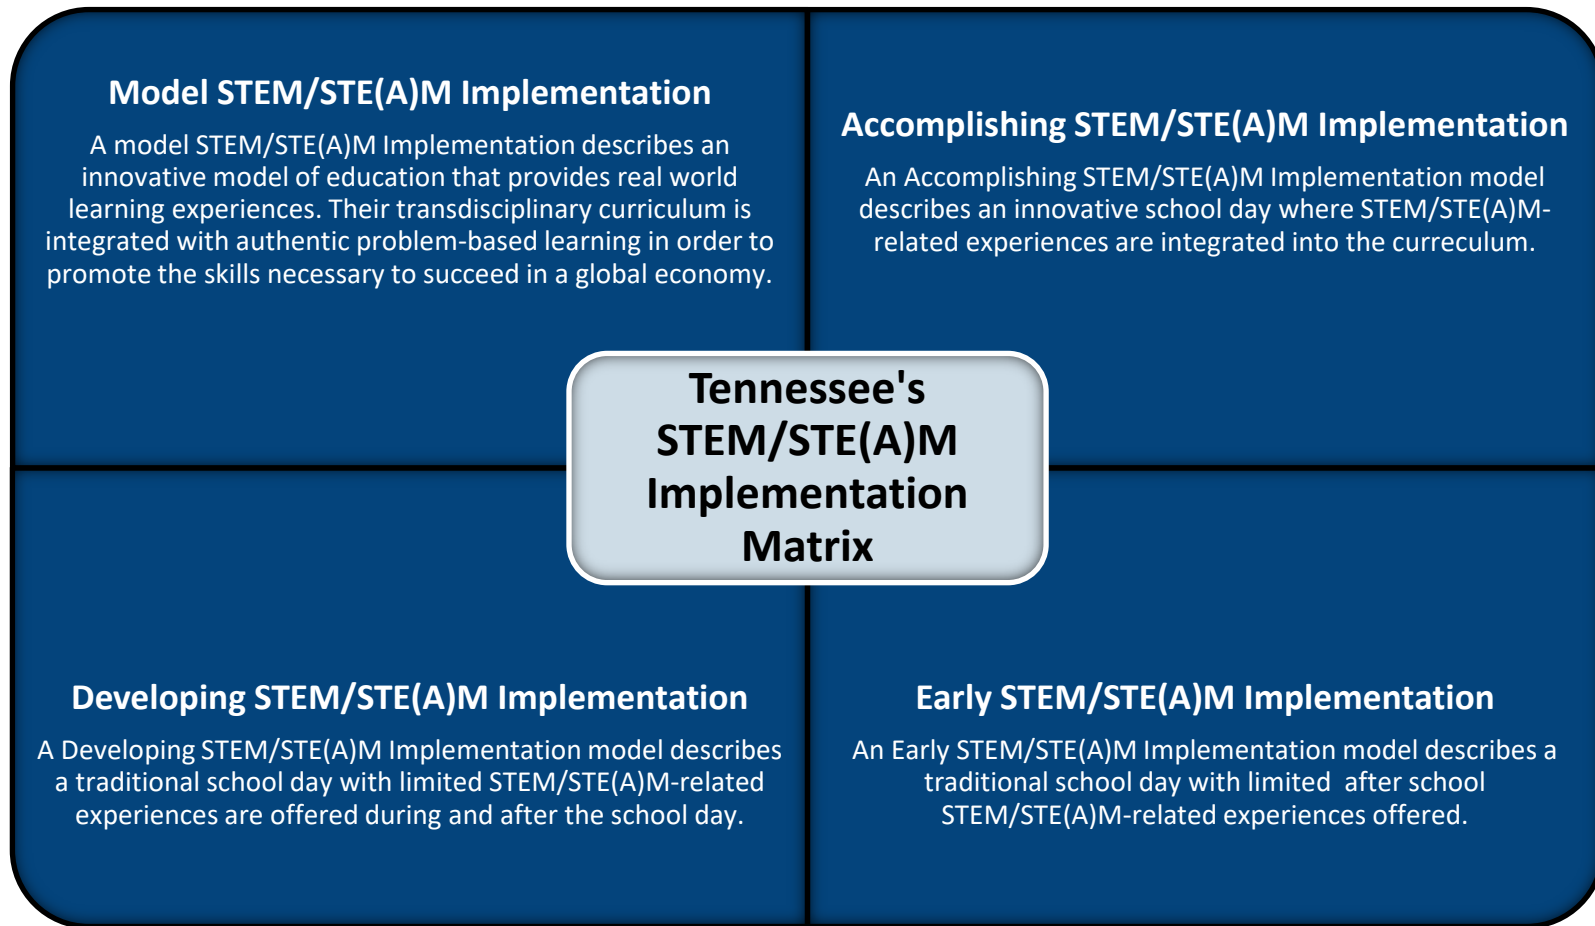 Model STEM/STE(A)M Implementation
A model STEM/STE(A)M Implementation describes an
innovative model of education that provides real world
learning experiences. Their transdisciplinary curriculum is
integrated with authentic problem-based learning in order to
promote the skills necessary to succeed in a global economy.
Accomplishing STEM/STE(A)M Implementation
An Accomplishing STEM/STE(A)M Implementation model
describes an innovative school day where STEM/STE(A)M-
related experiences are integrated into the curreculum.
Tennessee's
STEM/STE(A)M
Implementation
Matrix
Developing STEM/STE(A)M Implementation
A Developing STEM/STE(A)M Implementation model describes
a traditional school day with limited STEM/STE(A)M-related
experiences are offered during and after the school day.
Early STEM/STE(A)M Implementation
An Early STEM/STE(A)M Implementation model describes a
traditional school day with limited  after school
STEM/STE(A)M-related experiences offered.